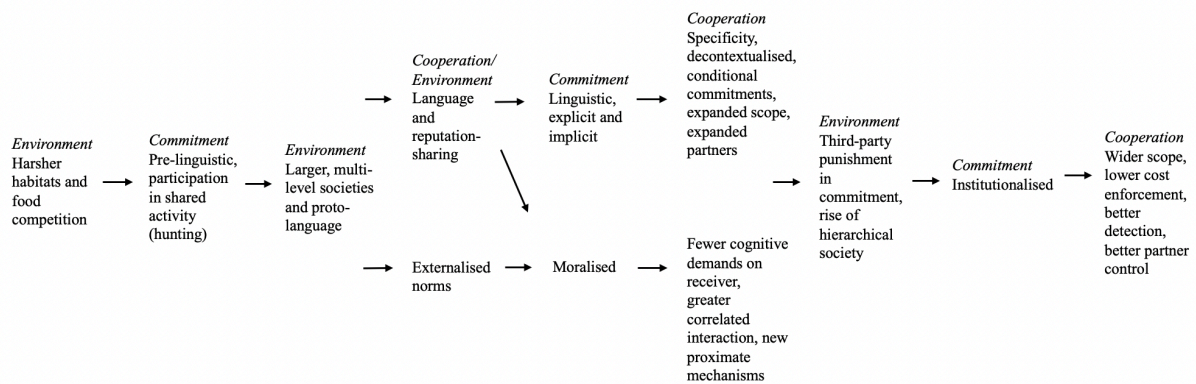 Environment
Harsher
habitats and
food
competition
Commitment
Pre-linguistic,
participation
in shared
activity
(hunting)
Environment
Larger, multi-
level societies
and proto-
language
Cooperation/
Environment
Language
and
reputation-
sharing
Commitment
Linguistic,
explicit and
implicit
Cooperation
Specificity,
decontextualised,
conditional
commitments,
expanded scope,
expanded
partners
Externalised
norms
Moralised
Fewer cognitive
demands on
receiver,
greater
correlated
interaction, new
proximate
mechanisms
Environment
Third-party
punishment
in
commitment,
rise of
hierarchical
society
Commitment
Institutionalised
Cooperation
Wider scope,
lower cost
enforcement,
better
detection,
better partner
control